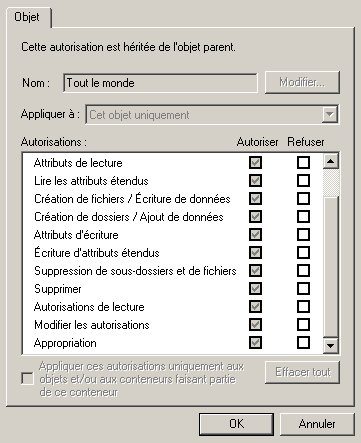 Objet
Cette autorisation est héritée de l'objet parent.
Nom : Tout le monde Modifier...
Appliquer à : Cet objet uniquement
Autorisations : Autoriser Refuser
Attributs de lecture
Lire les attributs étendus
Création de fichiers / Écriture de données
Création de dossiers / Ajout de données
Attributs d'écriture
Écriture d'attributs étendus
Suppression de sous-dossiers et de fichiers
Supprimer
Autorisations de lecture
Modifier les autorisations
Appropriation
Appliquer ces autorisations uniquement aux
objets et/ou aux conteneurs faisant partie
de ce conteneur
Effacer tout
OK Annuler